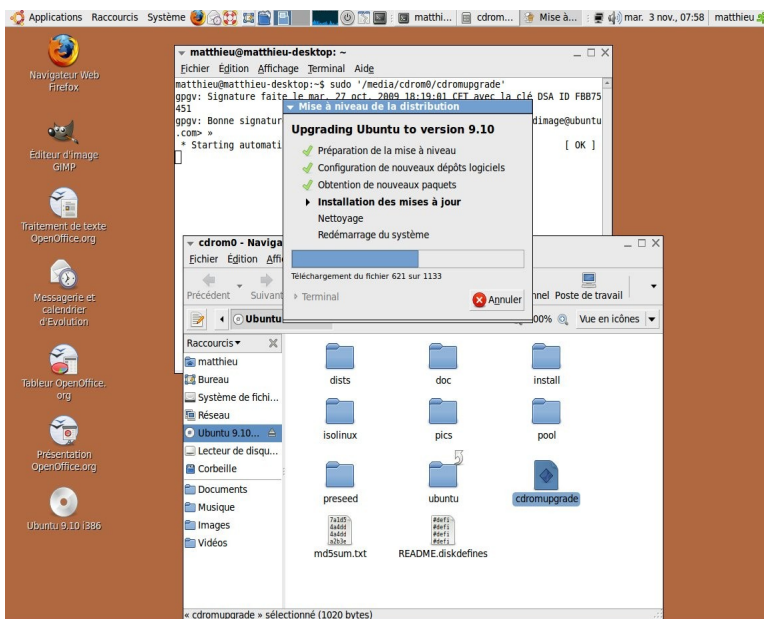 Applications Raccourcis Système matthi... cdrom... Mise à... mar. 3 nov., 07:58 matthieu
Navigateur Web
Firefox
Éditeur d'image
GIMP
Traitement de texte
OpenOffice.org
Messagerie et
calendrier
d'Evolution
Tableur OpenOffice.
org
Présentation
OpenOffice.org
Ubuntu 9.10 i386
matthieu@matthieu-desktop: ~
Fichier Édition Affichage Terminal Aide
matthieu@matthieu-desktop:~$ sudo '/media/cdrom0/cdromupgrade'
gpgv: Signature faite le mar. 27 oct. 2009 18:19:01 CET avec la clé DSA ID FBB75
451
gpgv: Bonne signatur dimage@ubuntu
.com> »
* Starting automati [ OK ]
Mise à niveau de la distribution
Upgrading Ubuntu to version 9.10
Préparation de la mise à niveau
Configuration de nouveaux dépôts logiciels
Obtention de nouveaux paquets
Installation des mises à jour
Nettoyage
Redémarrage du système
Téléchargement du fichier 621 sur 1133
Terminal
Annuler
cdrom0 - Naviga
Fichier Édition Affi
Précédent Suivant nnel Poste de travail
Ubuntu 00% Vue en icônes
Raccourcis
matthieu
Bureau
Système de fichi...
Réseau
Ubuntu 9.10...
Lecteur de disqu...
Corbeille
Documents
Musique
Images
Vidéos
dists doc install
isolinux pics pool
preseed ubuntu cdromupgrade
md5sum.txt README.diskdefines
« cdromupgrade » sélectionné (1020 bytes)